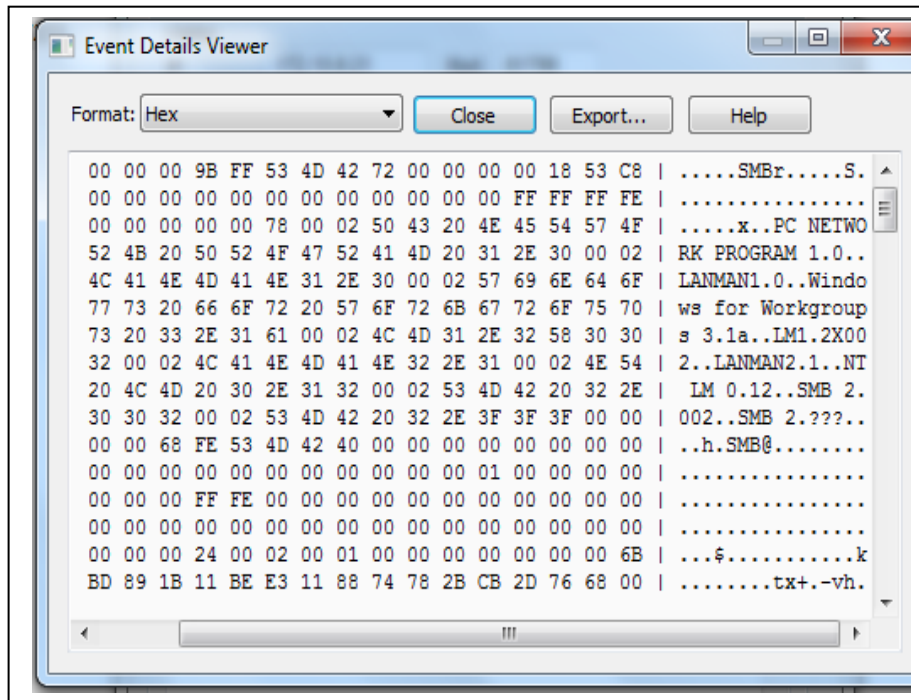 Event Details Viewer
Format: Hex Close Export... Help
00 00 00 9B FF 53 4D 42 72 00 00 00 00 18 53 C8 | .....SMBr.....S.
00 00 00 00 00 00 00 00 00 00 00 00 FF FF FF FE | ................
00 00 00 00 00 78 00 02 50 43 20 4E 45 54 57 4F | .....x..PC NETWO
52 4B 20 50 52 4F 47 52 41 4D 20 31 2E 30 00 02 | RK PROGRAM 1.0..
4C 41 4E 4D 41 4E 31 2E 30 00 02 57 69 6E 64 6F | LANMAN1.0..Windo
77 73 20 66 6F 72 20 57 6F 72 6B 67 72 6F 75 70 | ws for Workgroup
73 20 33 2E 31 61 00 02 4C 4D 31 2E 32 58 30 30 | s 3.1a..LM1.2X00
32 00 02 4C 41 4E 4D 41 4E 32 2E 31 00 02 4E 54 | 2..LANMAN2.1..NT
20 4C 4D 20 30 2E 31 32 00 02 53 4D 42 20 32 2E | LM 0.12..SMB 2.
30 30 32 00 02 53 4D 42 20 32 2E 3F 3F 3F 00 00 | 002..SMB 2.???..
00 00 68 FE 53 4D 42 40 00 00 00 00 00 00 00 00 | ..h.SMB@........
00 00 00 00 00 00 00 00 00 00 00 01 00 00 00 00 | ................
00 00 00 FF FE 00 00 00 00 00 00 00 00 00 00 00 | ................
00 00 00 00 00 00 00 00 00 00 00 00 00 00 00 00 | ................
00 00 00 24 00 02 00 01 00 00 00 00 00 00 00 6B | ...$...........k
BD 89 1B 11 BE E3 11 88 74 78 2B CB 2D 76 68 00 | ........tx+.-vh.